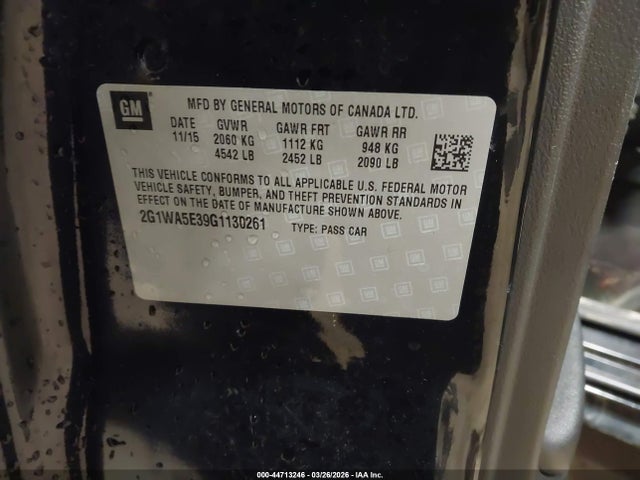 GM MFD BY GENERAL MOTORS OF CANADA LTD.
DATE GVWR GAWR FRT GAWR RR
11/15 2060 KG 1112 KG 948 KG
4542 LB 2452 LB 2090 LB
THIS VEHICLE CONFORMS TO ALL APPLICABLE U.S. FEDERAL MOTOR
VEHICLE SAFETY, BUMPER, AND THEFT PREVENTION STANDARDS IN
EFFECT ON THE DATE OF MANUFACTURE SHOWN ABOVE.
2G1WA5E39G1130261 TYPE: PASS CAR
000-44713246 - 03/26/2026 - IAA Inc.